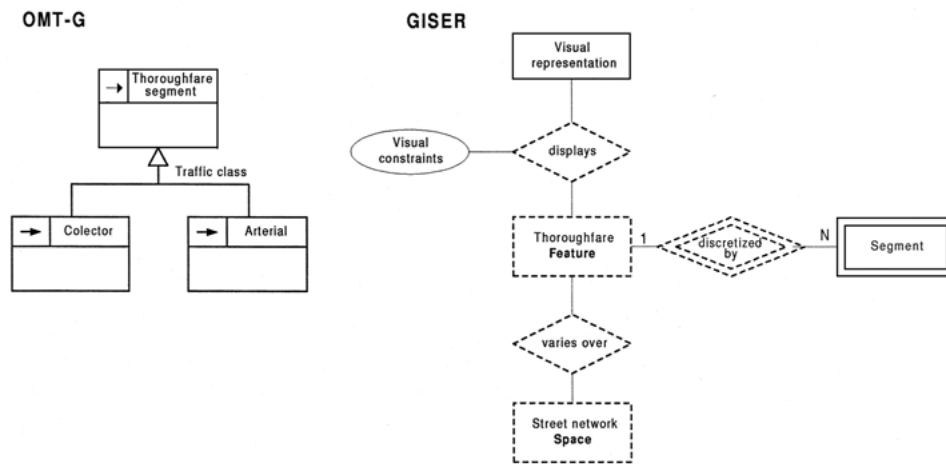 OMT-G
Thoroughfare
segment
Traffic class
Colector
Arterial
GISER
Visual
representation
Visual
constraints
displays
Thoroughfare
Feature
1
discretized
by
N
Segment
varies over
Street network
Space